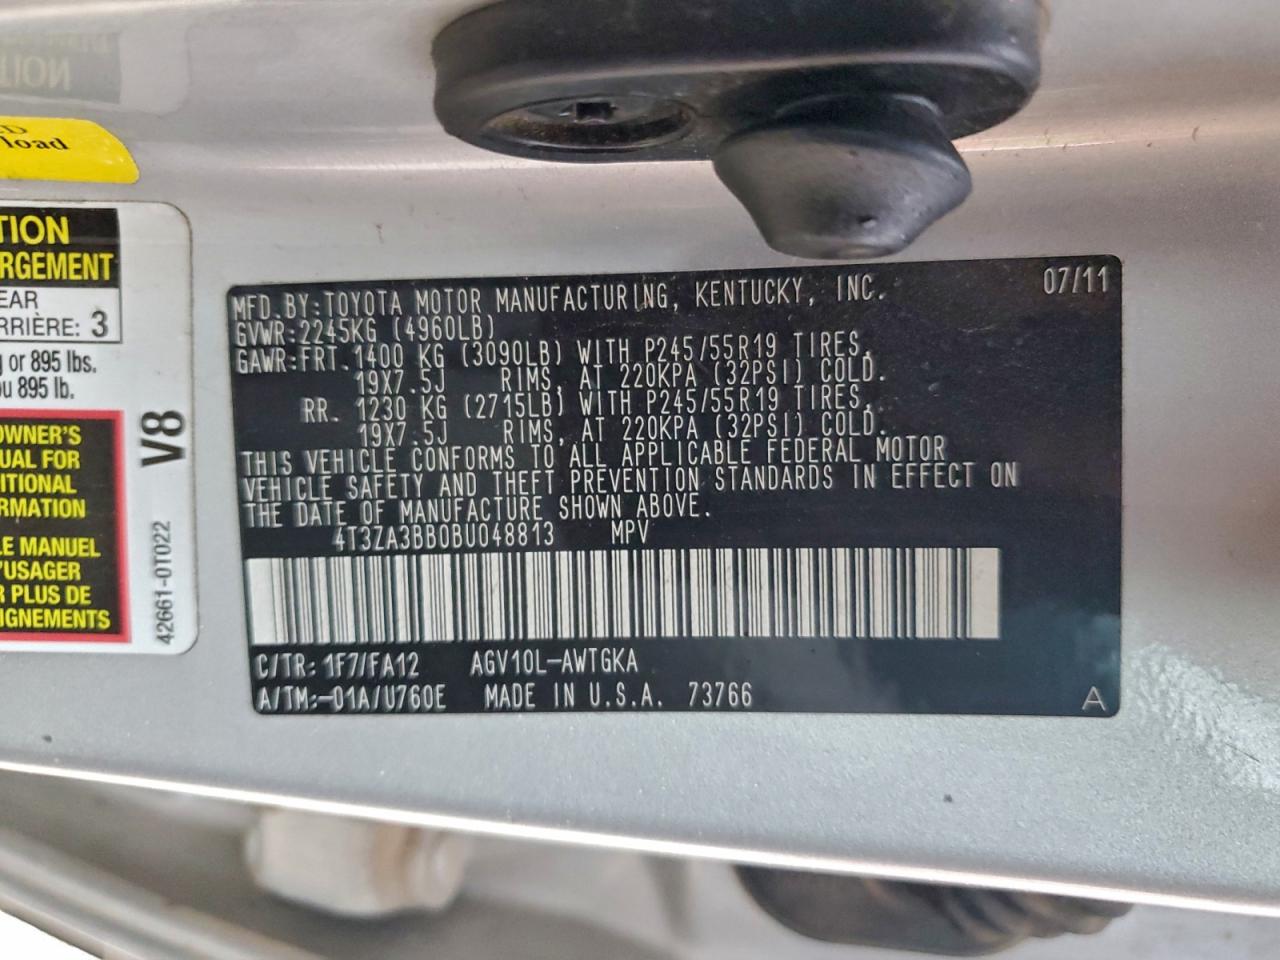 TION
D
load
TION
RGEMENT
EAR
RRIÈRE: 3
g or 895 lbs.
u 895 lb.
OWNER'S
UAL FOR
ITIONAL
RMATION
LE MANUEL
'USAGER
R PLUS DE
IGNEMENTS
V8
42661-0T022
MFD.BY:TOYOTA MOTOR MANUFACTURING, KENTUCKY, INC. 07/11
GVWR:2245KG (4960LB)
GAWR:FRT. 1400 KG (3090LB) WITH P245/55R19 TIRES,
19X7.5J RIMS, AT 220KPA (32PSI) COLD.
RR. 1230 KG (2715LB) WITH P245/55R19 TIRES,
19X7.5J RIMS, AT 220KPA (32PSI) COLD.
THIS VEHICLE CONFORMS TO ALL APPLICABLE FEDERAL MOTOR
VEHICLE SAFETY AND THEFT PREVENTION STANDARDS IN EFFECT ON
THE DATE OF MANUFACTURE SHOWN ABOVE.
4T3ZA3BB0BU048813 MPV
C/TR: 1F7/FA12 AGV10L-AWTGKA
A/TM:-01A/U760E MADE IN U.S.A. 73766
A